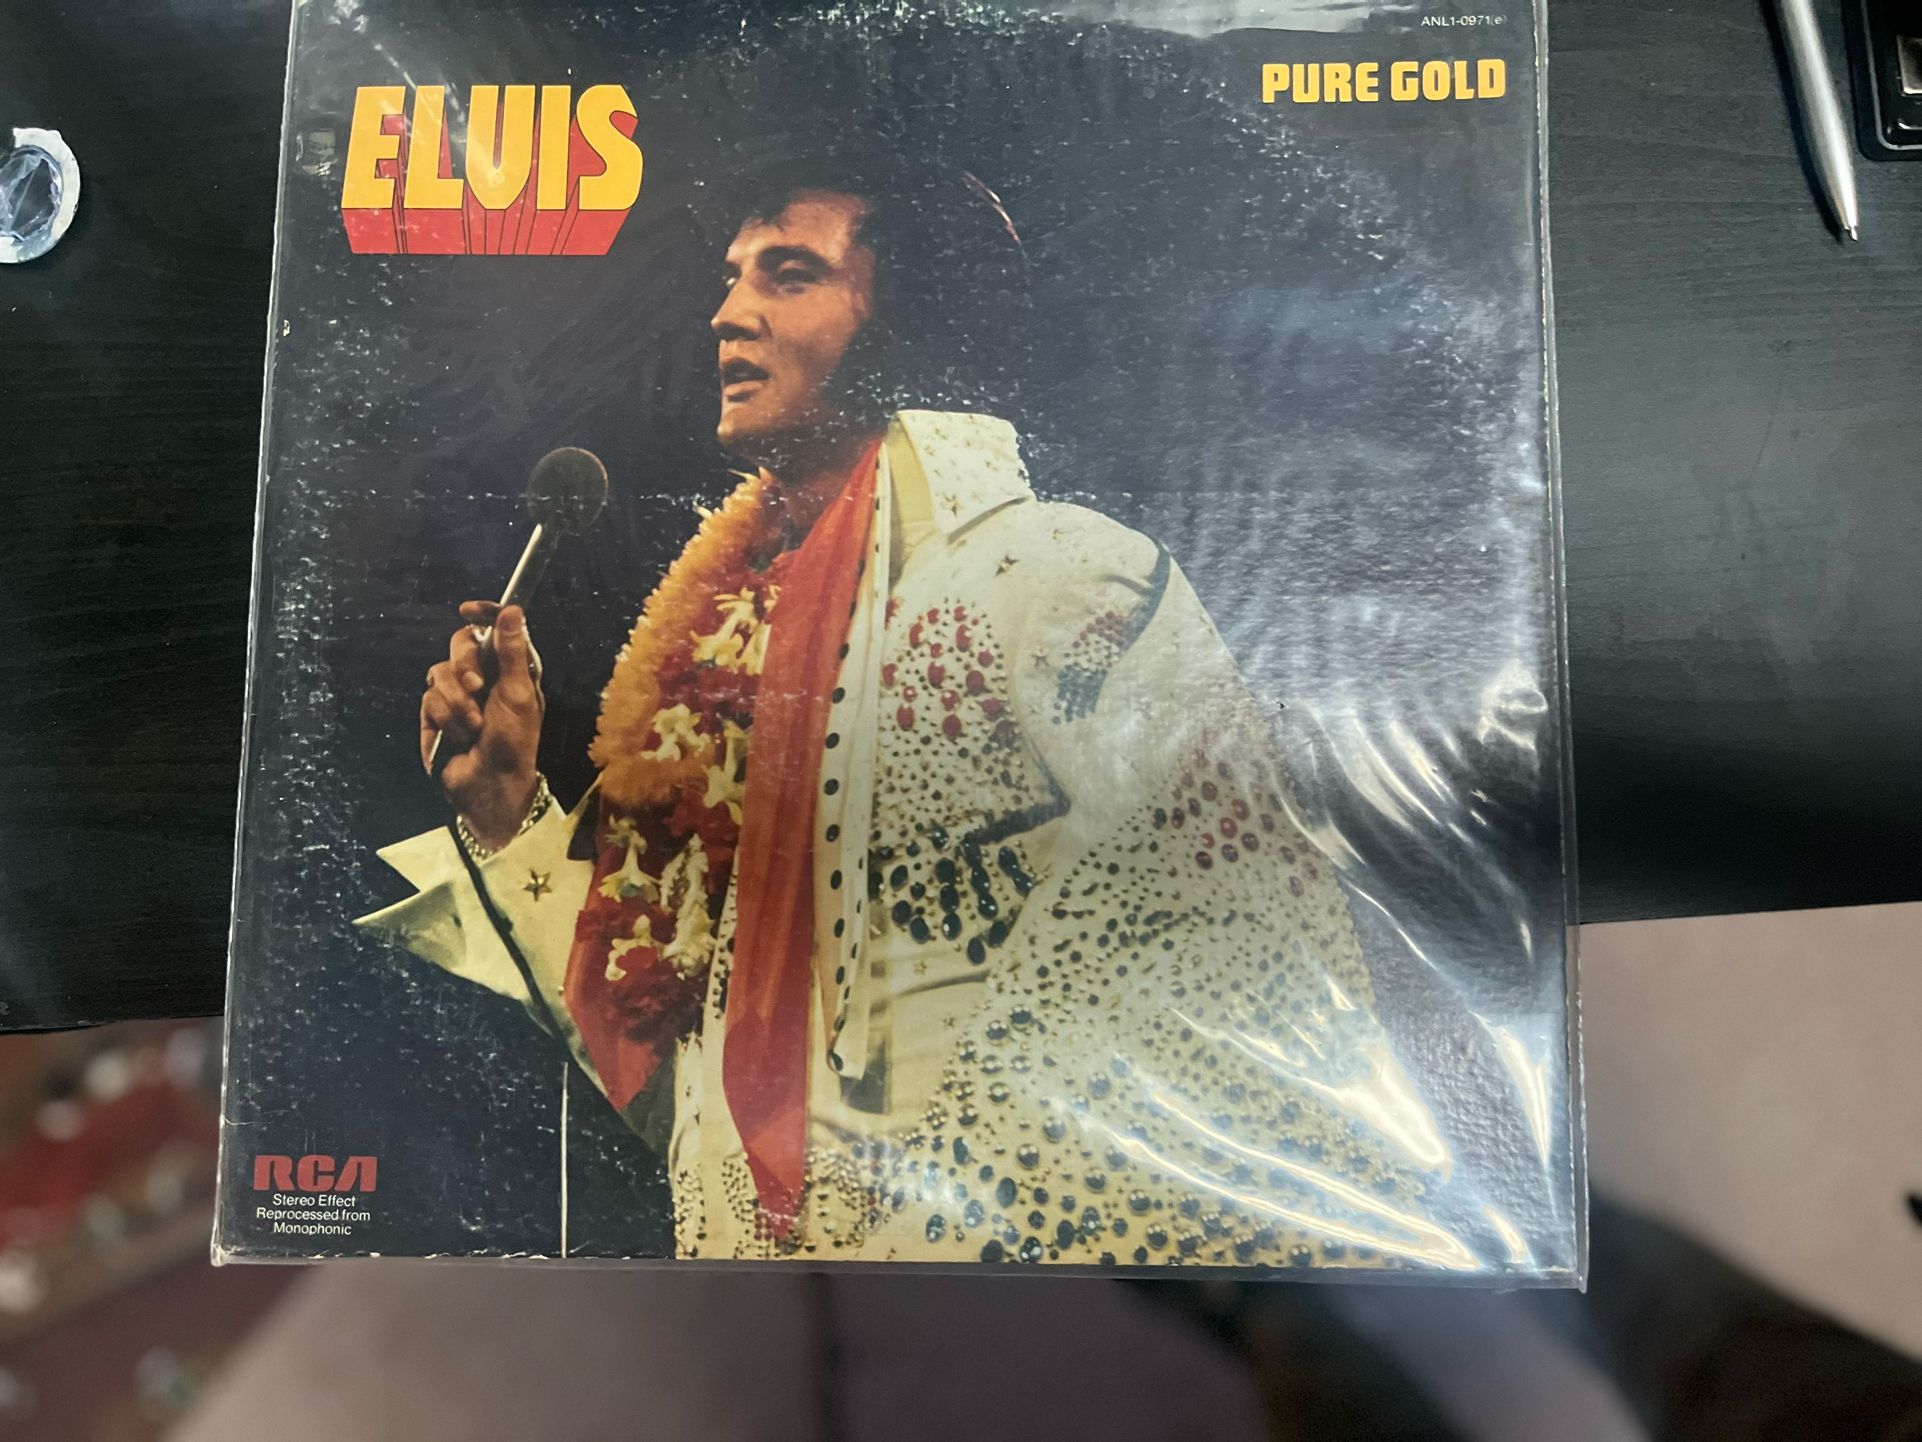 ANL1-0971(e)
PURE GOLD
ELVIS
RCA
Stereo Effect
Reprocessed from
Monophonic